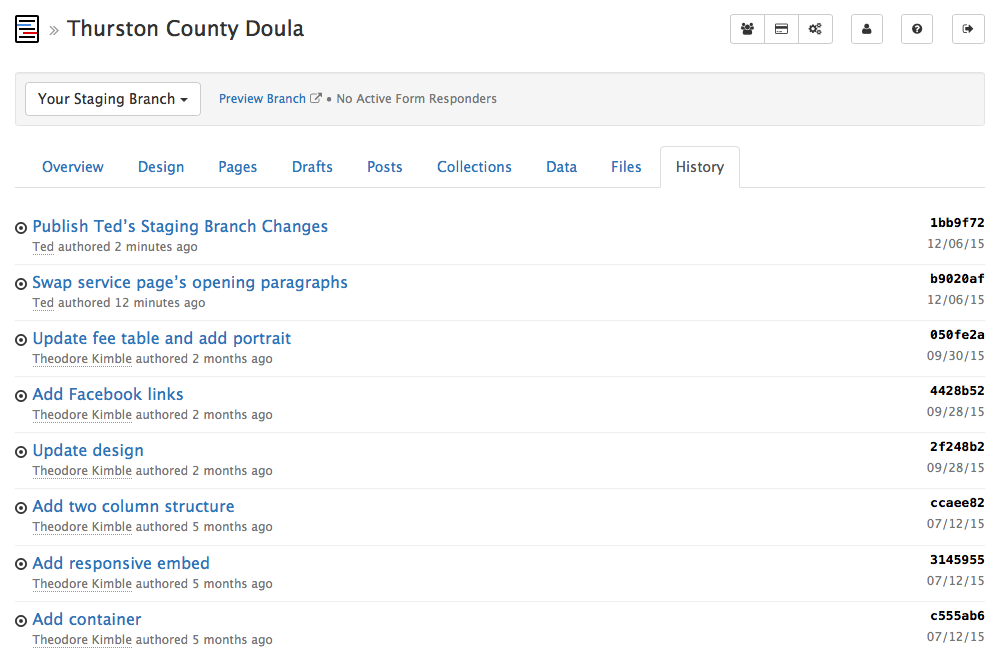 » Thurston County Doula
Your Staging Branch
Preview Branch • No Active Form Responders
Overview Design Pages Drafts Posts Collections Data Files History
Publish Ted’s Staging Branch Changes 1bb9f72
Ted authored 2 minutes ago 12/06/15
Swap service page’s opening paragraphs b9020af
Ted authored 12 minutes ago 12/06/15
Update fee table and add portrait 050fe2a
Theodore Kimble authored 2 months ago 09/30/15
Add Facebook links 4428b52
Theodore Kimble authored 2 months ago 09/28/15
Update design 2f248b2
Theodore Kimble authored 2 months ago 09/28/15
Add two column structure ccaee82
Theodore Kimble authored 5 months ago 07/12/15
Add responsive embed 3145955
Theodore Kimble authored 5 months ago 07/12/15
Add container c555ab6
Theodore Kimble authored 5 months ago 07/12/15